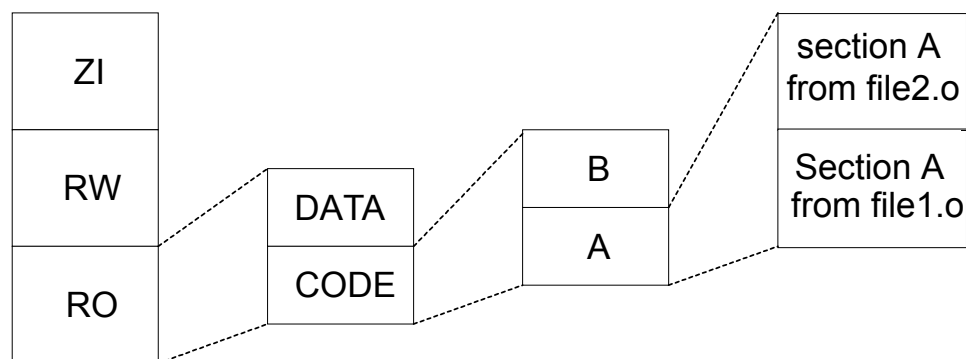 ZI
RW
RO
DATA
CODE
B
A
section A
from file2.o
Section A
from file1.o